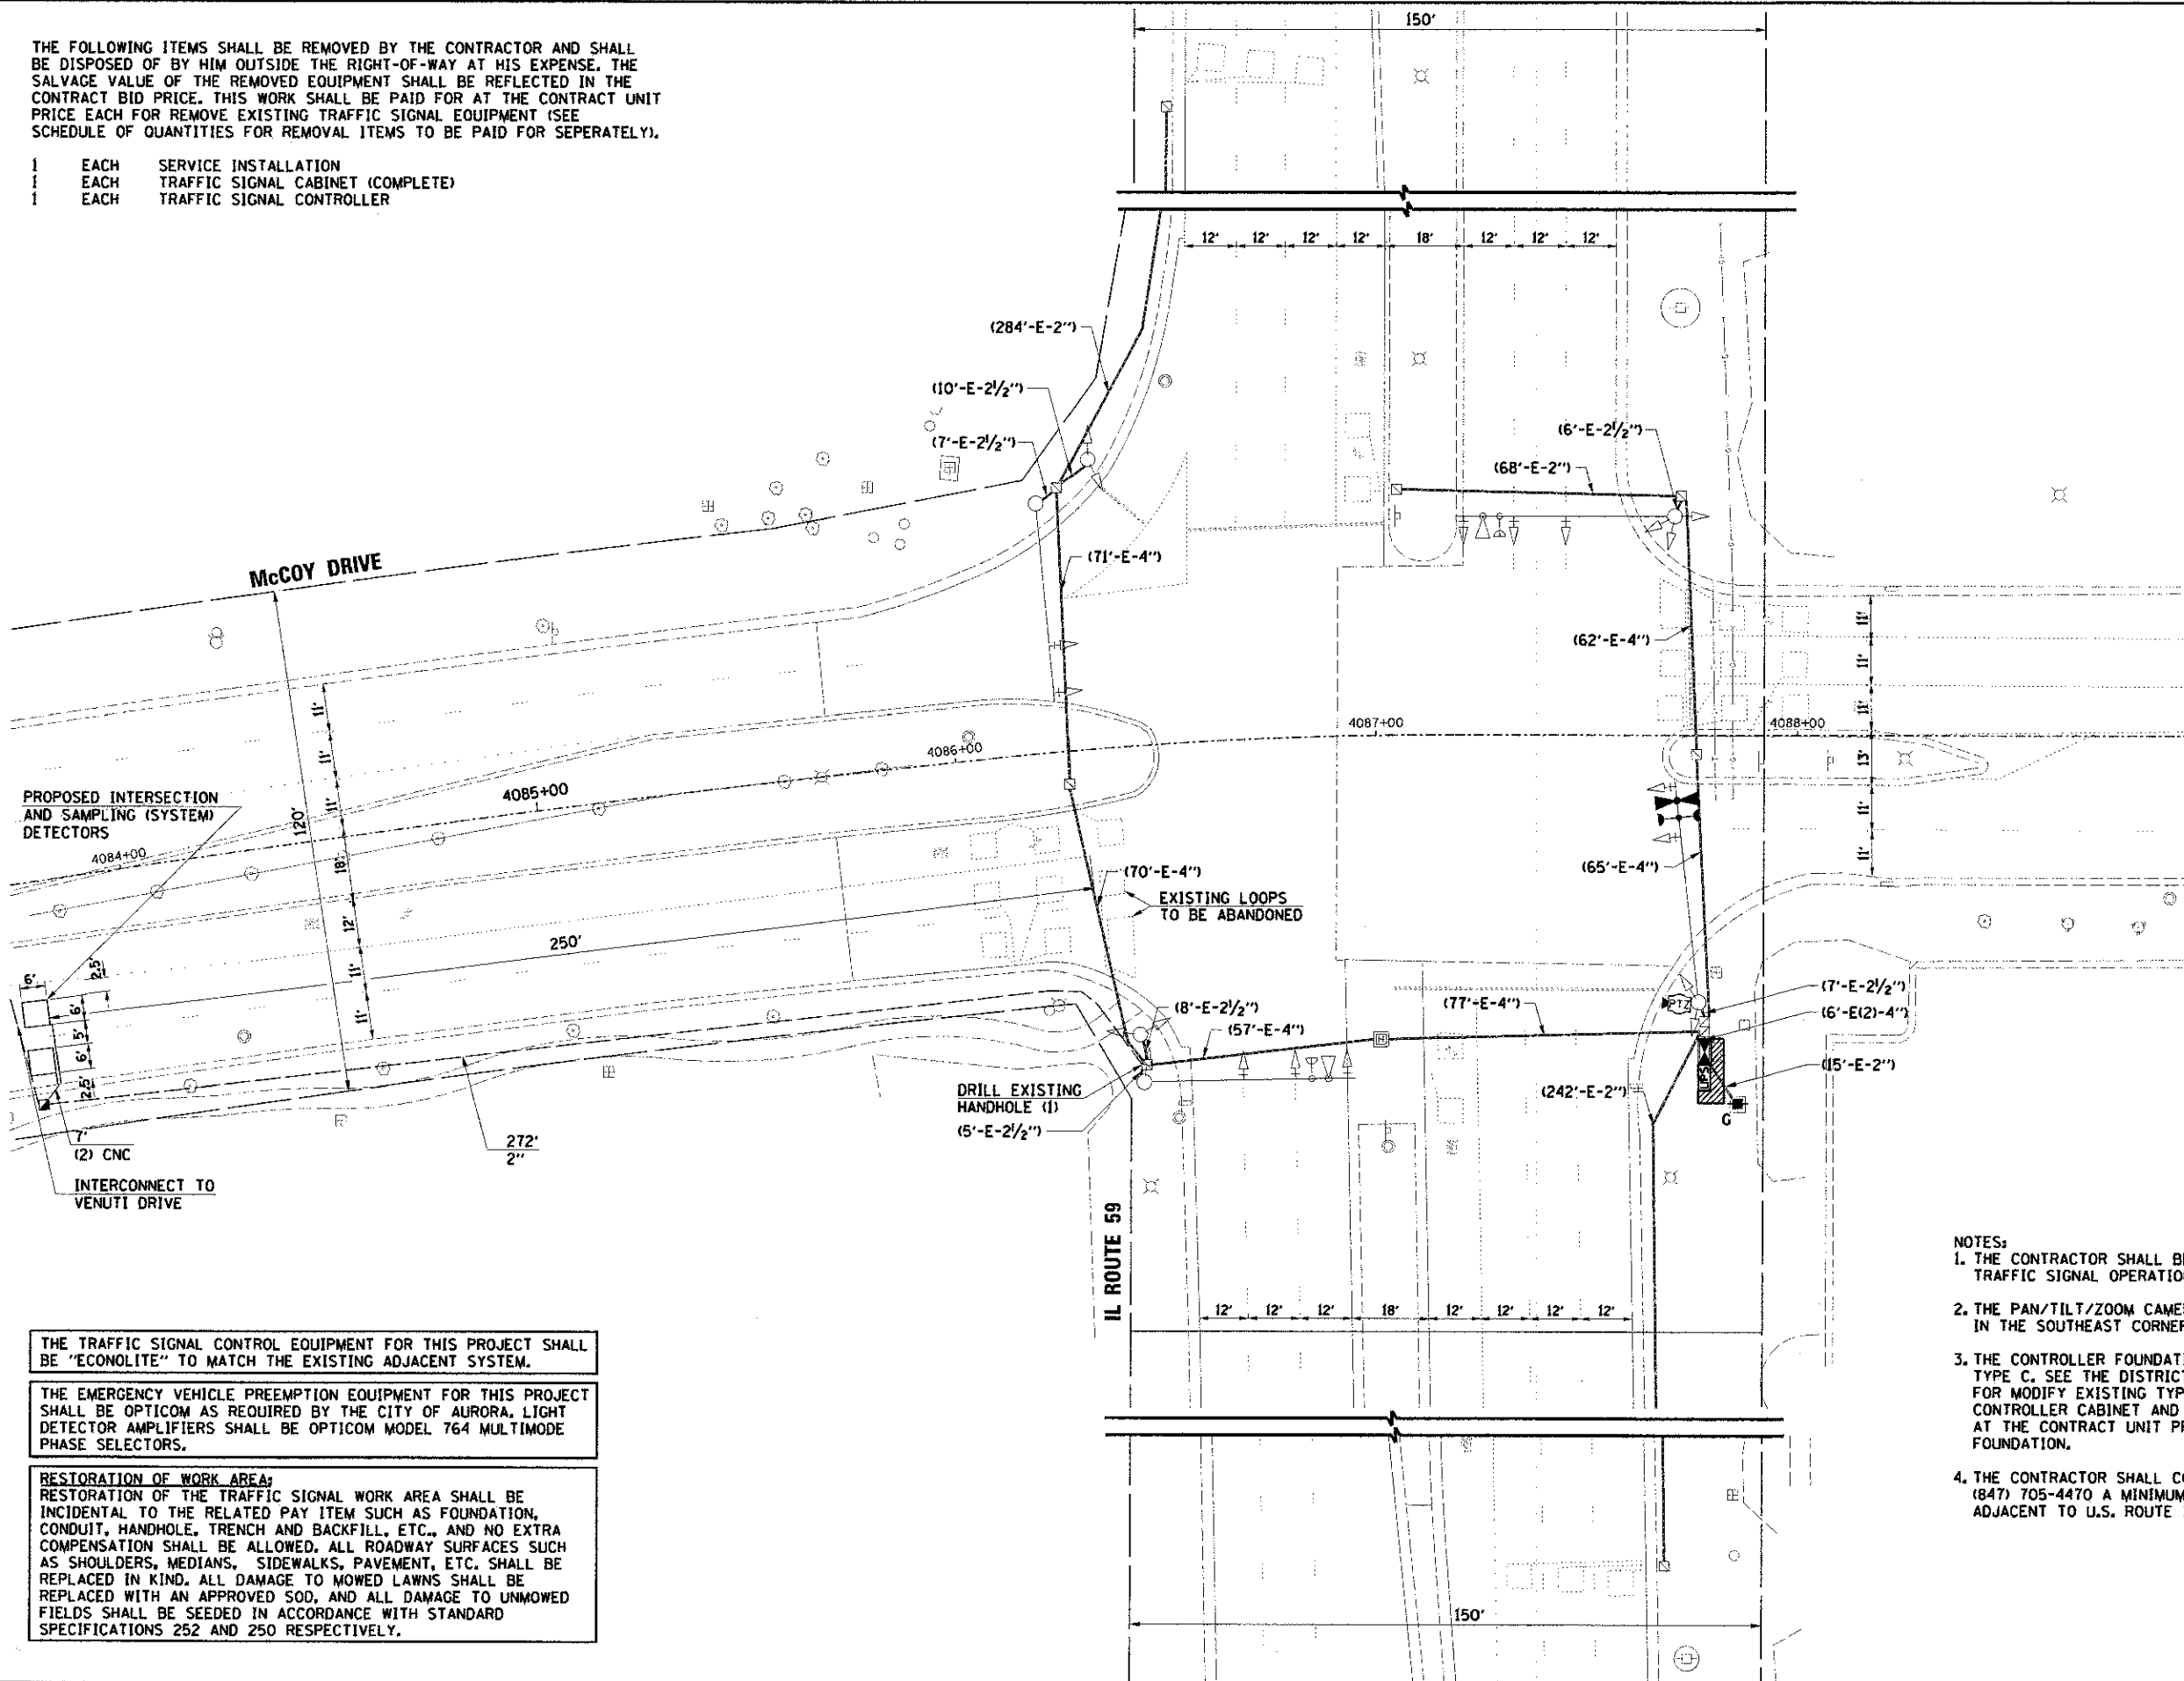 THE FOLLOWING ITEMS SHALL BE REMOVED BY THE CONTRACTOR AND SHALL
BE DISPOSED OF BY HIM OUTSIDE THE RIGHT-OF-WAY AT HIS EXPENSE. THE
SALVAGE VALUE OF THE REMOVED EQUIPMENT SHALL BE REFLECTED IN THE
CONTRACT BID PRICE. THIS WORK SHALL BE PAID FOR AT THE CONTRACT UNIT
PRICE EACH FOR REMOVE EXISTING TRAFFIC SIGNAL EQUIPMENT (SEE
SCHEDULE OF QUANTITIES FOR REMOVAL ITEMS TO BE PAID FOR SEPERATELY).
1 EACH SERVICE INSTALLATION
1 EACH TRAFFIC SIGNAL CABINET (COMPLETE)
1 EACH TRAFFIC SIGNAL CONTROLLER
150'
12' 12' 12' 12' 18' 12' 12' 12'
(284'-E-2")
(10'-E-2½")
(7'-E-2½")
(6'-E-2½")
(68'-E-2")
(71'-E-4")
McCOY DRIVE
(62'-E-4")
11'
11'
11'
13'
11'
11'
11'
11'
11'
18'
12'
11'
11'
120'
4084+00
4085+00
4086+00
4087+00
4088+00
PROPOSED INTERSECTION
AND SAMPLING (SYSTEM)
DETECTORS
(70'-E-4")
(65'-E-4")
EXISTING LOOPS
TO BE ABANDONED
250'
6'
2.5'
6'
5'
6'
2.5'
(8'-E-2½")
(57'-E-4")
(77'-E-4")
PTZ
(7'-E-2½")
(6'-E(2)-4")
(15'-E-2")
UPS
G
(242'-E-2")
DRILL EXISTING
HANDHOLE (1)
(5'-E-2½")
7'
(2) CNC
272'
2"
INTERCONNECT TO
VENUTI DRIVE
IL ROUTE 59
12' 12' 12' 18' 12' 12' 12' 12'
150'
THE TRAFFIC SIGNAL CONTROL EQUIPMENT FOR THIS PROJECT SHALL
BE "ECONOLITE" TO MATCH THE EXISTING ADJACENT SYSTEM.
THE EMERGENCY VEHICLE PREEMPTION EQUIPMENT FOR THIS PROJECT
SHALL BE OPTICOM AS REQUIRED BY THE CITY OF AURORA. LIGHT
DETECTOR AMPLIFIERS SHALL BE OPTICOM MODEL 764 MULTIMODE
PHASE SELECTORS.
RESTORATION OF WORK AREA:
RESTORATION OF THE TRAFFIC SIGNAL WORK AREA SHALL BE
INCIDENTAL TO THE RELATED PAY ITEM SUCH AS FOUNDATION,
CONDUIT, HANDHOLE, TRENCH AND BACKFILL, ETC., AND NO EXTRA
COMPENSATION SHALL BE ALLOWED. ALL ROADWAY SURFACES SUCH
AS SHOULDERS, MEDIANS, SIDEWALKS, PAVEMENT, ETC. SHALL BE
REPLACED IN KIND. ALL DAMAGE TO MOWED LAWNS SHALL BE
REPLACED WITH AN APPROVED SOD, AND ALL DAMAGE TO UNMOWED
FIELDS SHALL BE SEEDED IN ACCORDANCE WITH STANDARD
SPECIFICATIONS 252 AND 250 RESPECTIVELY.
NOTES:
1. THE CONTRACTOR SHALL
TRAFFIC SIGNAL
2. THE PAN/TILT/ZOOM
IN THE SOUTHEAST CORNER
3. THE CONTROLLER
TYPE C. SEE THE DISTRICT
FOR MODIFY EXISTING
CONTROLLER CABINET AND
AT THE CONTRACT UNIT
FOUNDATION.
4. THE CONTRACTOR SHALL
(847) 705-4470 A MINIMUM
ADJACENT TO U.S. ROUTE